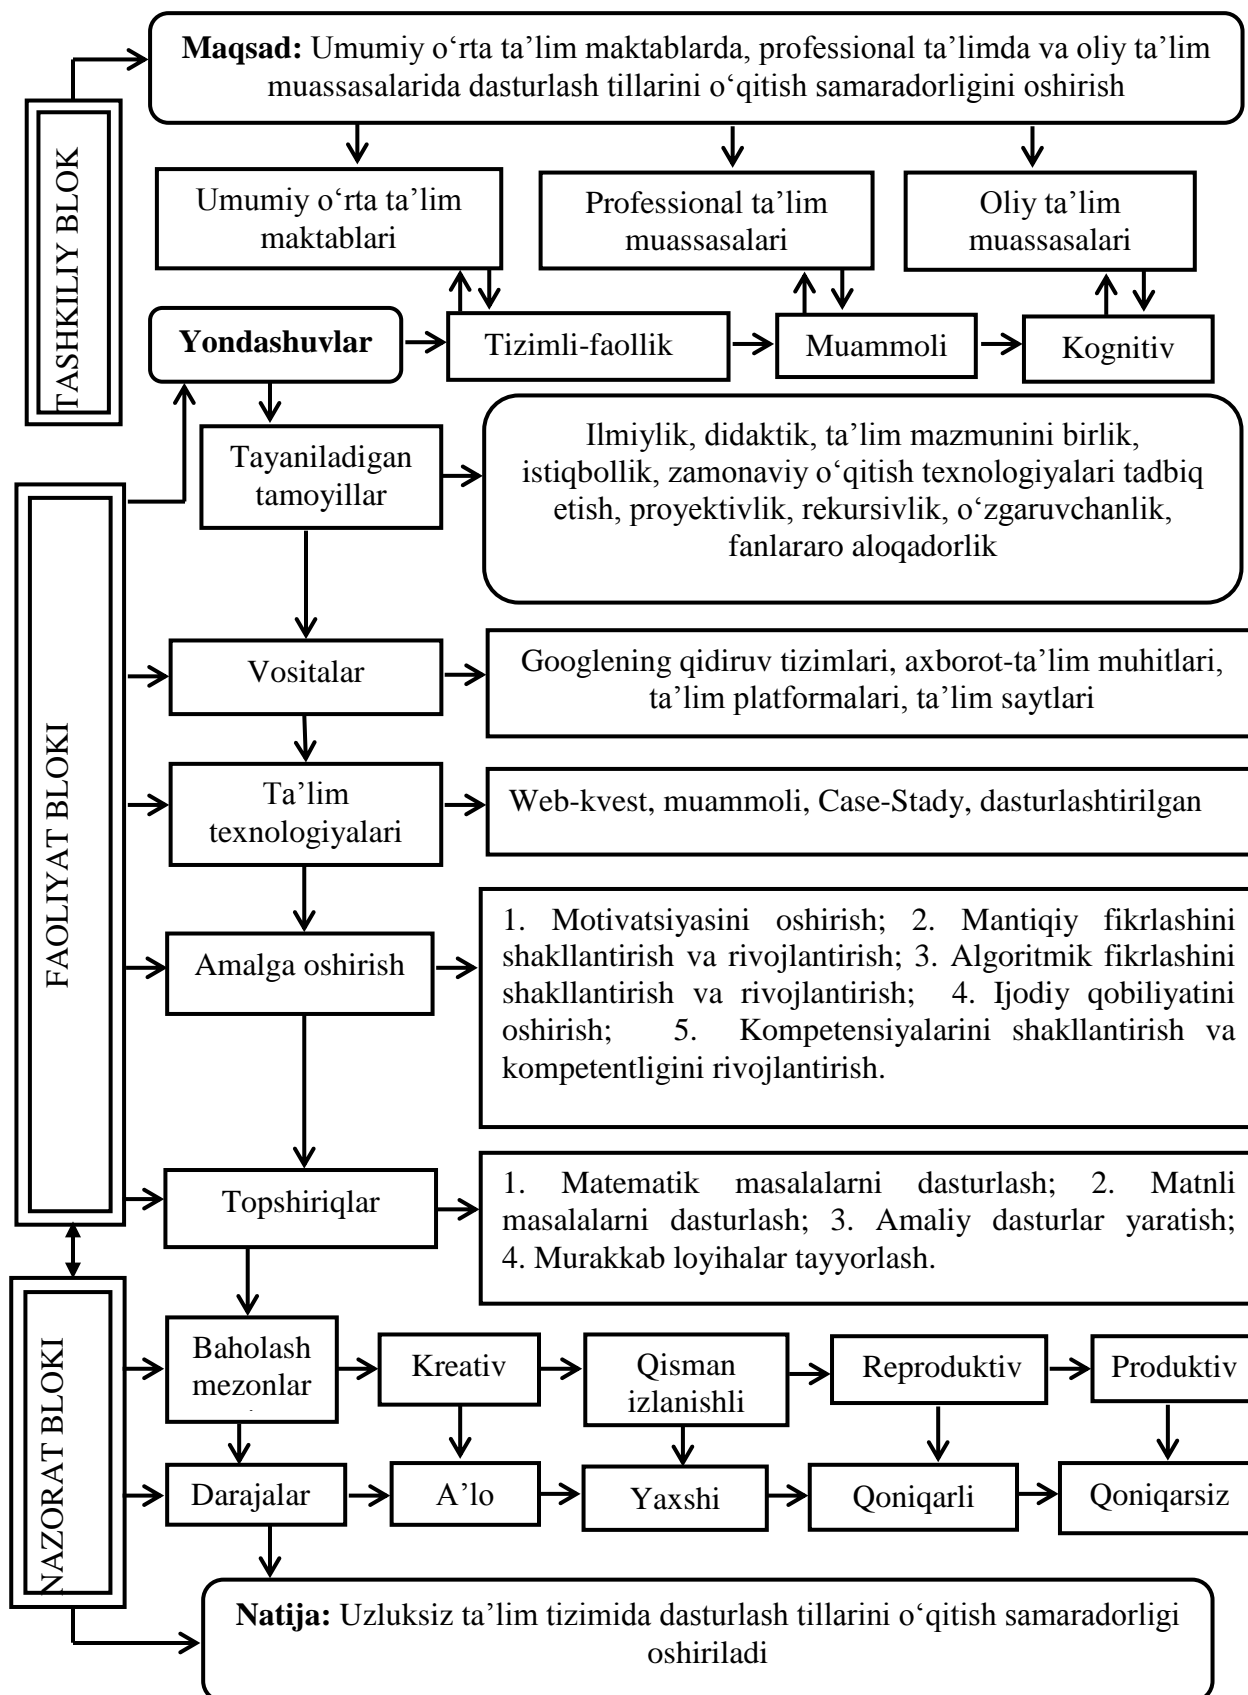 Maqsad: Umumiy o‘rta ta’lim maktablarda, professional ta’limda va oliy ta’lim
muassasalarida dasturlash tillarini o‘qitish samaradorligini oshirish
TASHKILIY BLOK
Umumiy o‘rta ta’lim
maktablari
Professional ta’lim
muassasalari
Oliy ta’lim
muassasalari
Yondashuvlar
Tizimli-faollik
Muammoli
Kognitiv
Tayaniladigan
tamoyillar
Ilmiylik, didaktik, ta’lim mazmunini birlik,
istiqbollik, zamonaviy o‘qitish texnologiyalari tadbiq
etish, proyektivlik, rekursivlik, o‘zgaruvchanlik,
fanlararo aloqadorlik
FAOLIYAT BLOKI
Vositalar
Googlening qidiruv tizimlari, axborot-ta’lim muhitlari,
ta’lim platformalari, ta’lim saytlari
Ta’lim
texnologiyalari
Web-kvest, muammoli, Case-Stady, dasturlashtirilgan
Amalga oshirish
1. Motivatsiyasini oshirish; 2. Mantiqiy fikrlashini
shakllantirish va rivojlantirish; 3. Algoritmik fikrlashini
shakllantirish va rivojlantirish; 4. Ijodiy qobiliyatini
oshirish; 5. Kompetensiyalarini shakllantirish va
kompetentligini rivojlantirish.
Topshiriqlar
1. Matematik masalalarni dasturlash; 2. Matnli
masalalarni dasturlash; 3. Amaliy dasturlar yaratish;
4. Murakkab loyihalar tayyorlash.
NAZORAT BLOKI
Baholash
mezonlar
Kreativ
Qisman
izlanishli
Reproduktiv
Produktiv
Darajalar
A’lo
Yaxshi
Qoniqarli
Qoniqarsiz
Natija: Uzluksiz ta’lim tizimida dasturlash tillarini o‘qitish samaradorligi
oshiriladi